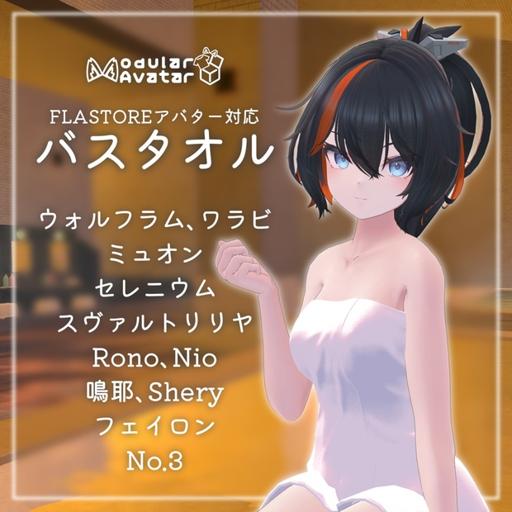 Modular
Avatar
FLASTOREアバター対応
バスタオル
ウォルフラム、ワラビ
ミュオン
セレニウム
スヴァルトリリヤ
Rono、Nio
鳴耶、Shery
フェイロン
No.3